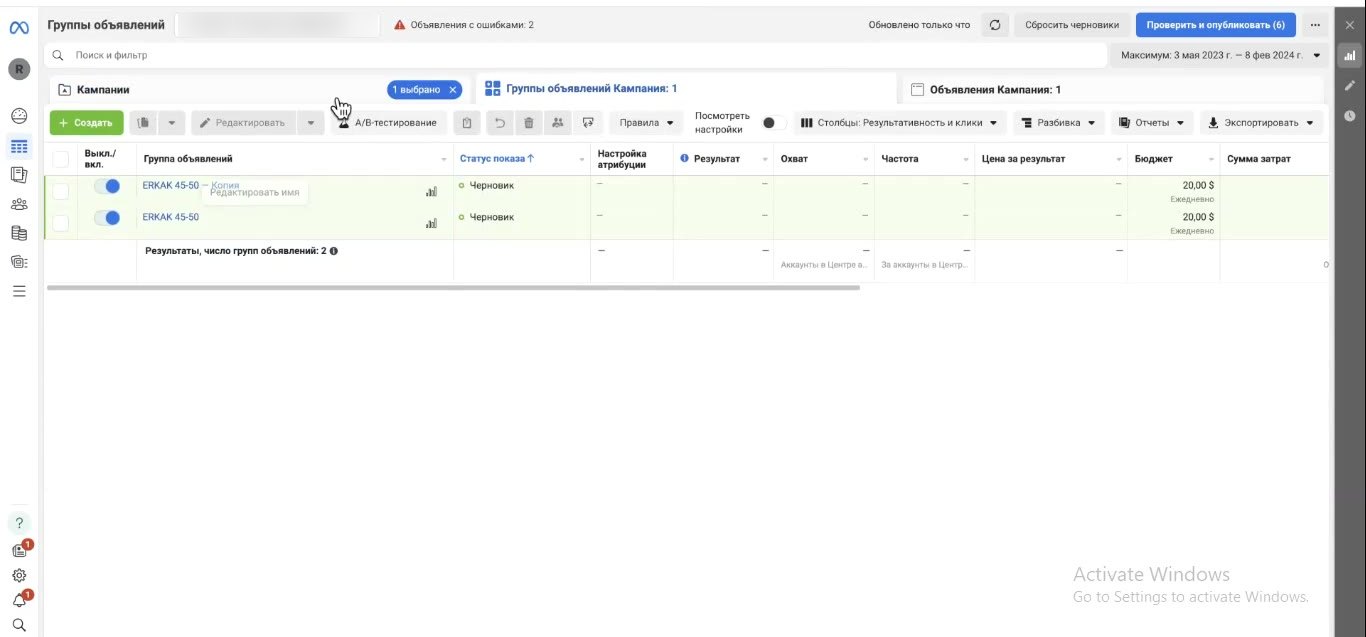 Группы объявлений
Объявления с ошибками: 2
Обновлено только что
Сбросить черновики
Проверить и опубликовать (6)
R
Поиск и фильтр
Максимум: 3 мая 2023 г. – 8 фев 2024 г.
Кампании
1 выбрано
Группы объявлений Кампания: 1
Объявления Кампания: 1
+ Создать
Редактировать
A/B-тестирование
Правила
Посмотреть
настройки
Столбцы: Результативность и клики
Разбивка
Отчеты
Экспортировать
Выкл./
вкл.
Группа объявлений
Статус показа↑
Настройка
атрибуции
Результат
Охват
Частота
Цена за результат
Бюджет
Сумма затрат
ERKAK 45-50 – Копия
Редактировать имя
Черновик
–
–
–
–
–
20,00 $
Ежедневно
ERKAK 45-50
Черновик
–
–
–
–
–
20,00 $
Ежедневно
Результаты, число групп объявлений: 2
–
–
–
Аккаунты в Центре а...
–
За аккаунты в Центр...
–
?
1
1
Activate Windows
Go to Settings to activate Windows.